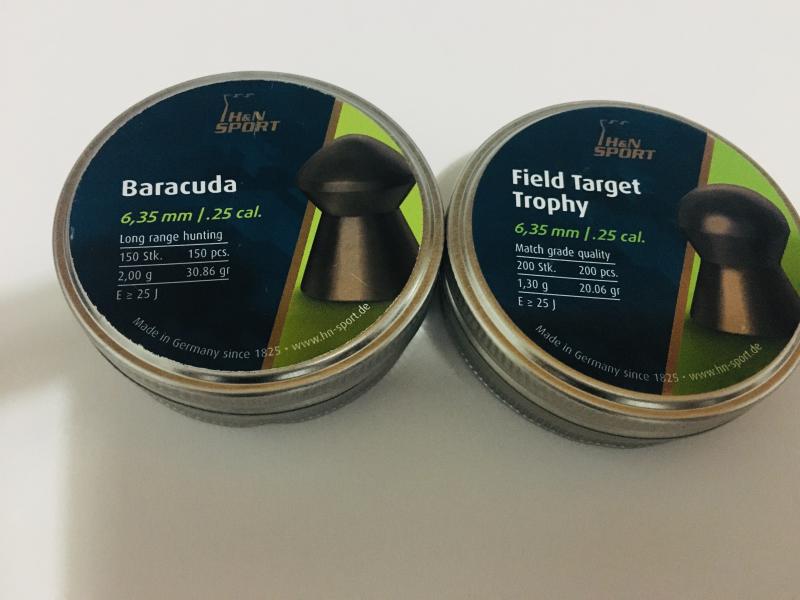 H&N
SPORT
Baracuda
6,35 mm | .25 cal.
Long range hunting
150 Stk. 150 pcs.
2,00 g 30.86 gr
E ≥ 25 J
Made in Germany since 1825 • www.hn-sport.de
H&N
SPORT
Field Target
Trophy
6,35 mm | .25 cal.
Match grade quality
200 Stk. 200 pcs.
1,30 g 20.06 gr
E ≥ 25 J
Made in Germany since 1825 • www.hn-sport.de